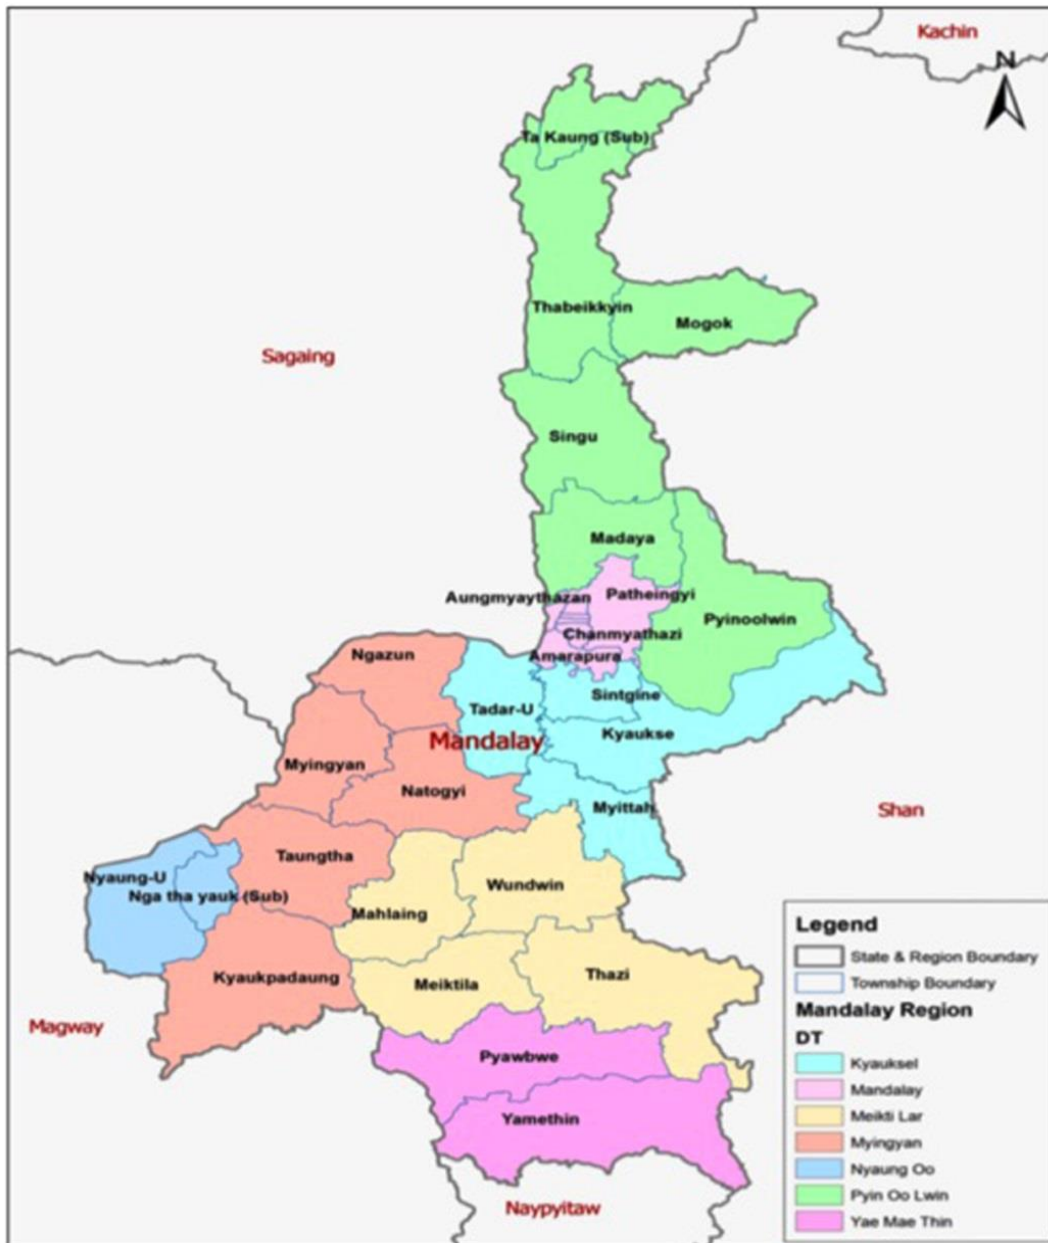 Kachin
N
Ta Kaung (Sub)
Thabeikkyin
Mogok
Sagaing
Singu
Madaya
Aungmyaythazan
Patheingyi
Pyinoolwin
Chanmyathazi
Amarapura
Ngazun
Sintgine
Tadar-U
Kyaukse
Mandalay
Myingyan
Natogyi
Myittah
Shan
Taungtha
Nyaung-U
Nga tha yauk (Sub)
Wundwin
Mahlaing
Kyaukpadaung
Meiktila
Thazi
Magway
Pyawbwe
Yamethin
Naypyitaw
Legend
State & Region Boundary
Township Boundary
Mandalay Region
DT
Kyauksel
Mandalay
Meikti Lar
Myingyan
Nyaung Oo
Pyin Oo Lwin
Yae Mae Thin